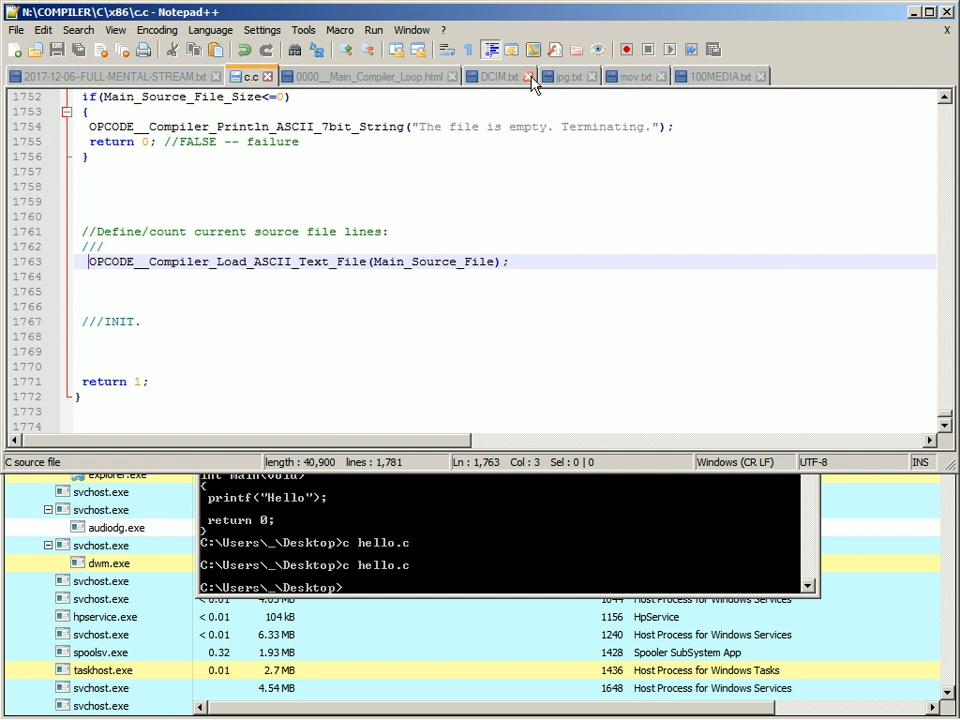 N:\COMPILER\C\x86\c.c - Notepad++
File Edit Search View Encoding Language Settings Tools Macro Run Window ? X
2017-12-06--FULL-MENTAL-STREAM.txt c.c 0000__Main_Compiler_Loop.html DCIM.txt jpg.txt mov.txt 100MEDIA.txt
1752 if(Main_Source_File_Size<=0)
1753 {
1754 OPCODE__Compiler_Println_ASCII_7bit_String("The file is empty. Terminating.");
1755 return 0; //FALSE -- failure
1756 }
1757
1758
1759
1760
1761 //Define/count current source file lines:
1762 ///
1763 OPCODE__Compiler_Load_ASCII_Text_File(Main_Source_File);
1764
1765
1766
1767 ///INIT.
1768
1769
1770
1771 return 1;
1772 }
1773
1774
C source file length : 40,900 lines : 1,781 Ln : 1,763 Col : 3 Sel : 0 | 0 Windows (CR LF) UTF-8 INS
explorer.exe
svchost.exe
svchost.exe
audiodg.exe
svchost.exe
dwm.exe
svchost.exe
int main(void)
{
printf("Hello");
return 0;
}
C:\Users\_\Desktop>c hello.c
C:\Users\_\Desktop>c hello.c
C:\Users\_\Desktop>
svchost.exe < 0.01 Host Process for Windows Services
hpservice.exe < 0.01 104 kB 1156 HpService
svchost.exe < 0.01 6.33 MB 1240 Host Process for Windows Services
spoolsv.exe 0.32 1.93 MB 1428 Spooler SubSystem App
taskhost.exe 0.01 2.7 MB 1436 Host Process for Windows Tasks
svchost.exe 4.54 MB 1648 Host Process for Windows Services
svchost.exe